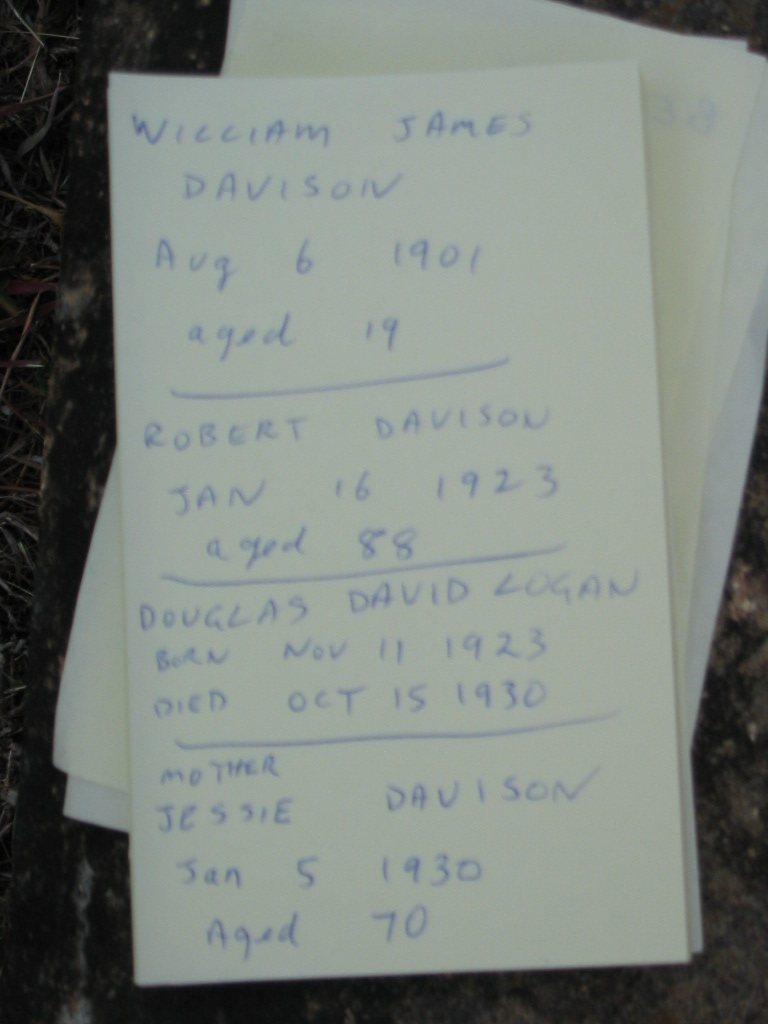 WILLIAM JAMES
DAVISON
Aug 6 1901
aged 19
ROBERT DAVISON
JAN 16 1923
aged 88
DOUGLAS DAVID LOGAN
BORN NOV 11 1923
DIED OCT 15 1930
MOTHER
JESSIE DAVISON
Jan 5 1930
Aged 70